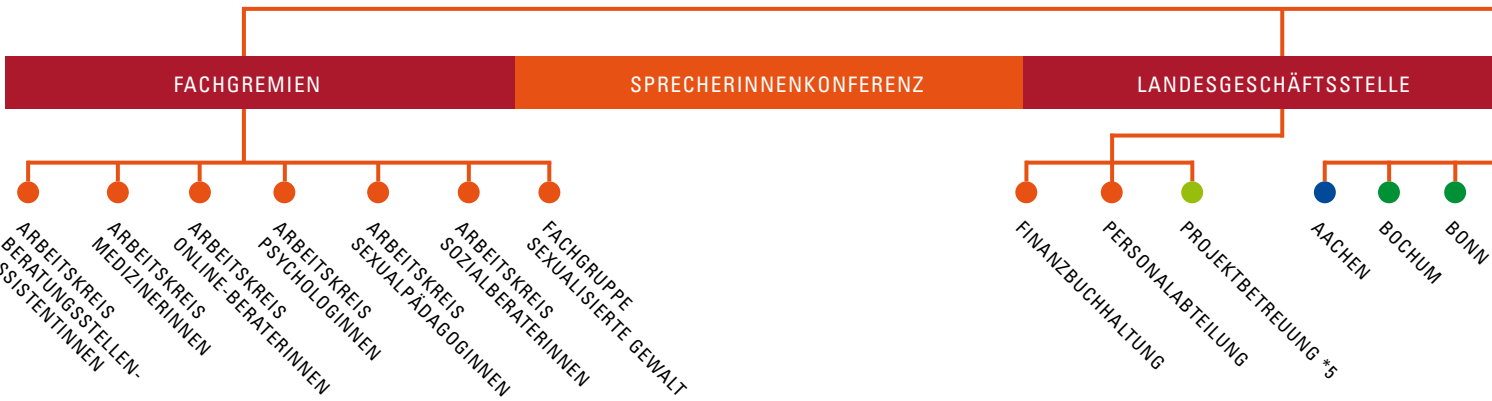 FACHGREMIEN
SPRECHERINNENKONFERENZ
LANDESGESCHÄFTSSTELLE
ARBEITSKREIS
BERATUNGSSTELLEN-
SSISTENTINNEN
ARBEITSKREIS
MEDIZINERINNEN
ARBEITSKREIS
ONLINE-BERATERINNEN
ARBEITSKREIS
PSYCHOLOGINNEN
ARBEITSKREIS
SEXUALPÄDAGOGINNEN
ARBEITSKREIS
SOZIALBERATERINNEN
FACHGRUPPE
SEXUALISIERTE GEWALT
FINANZBUCHHALTUNG
PERSONALABTEILUNG
PROJEKTBETREUUNG *5
AACHEN
BOCHUM
BONN